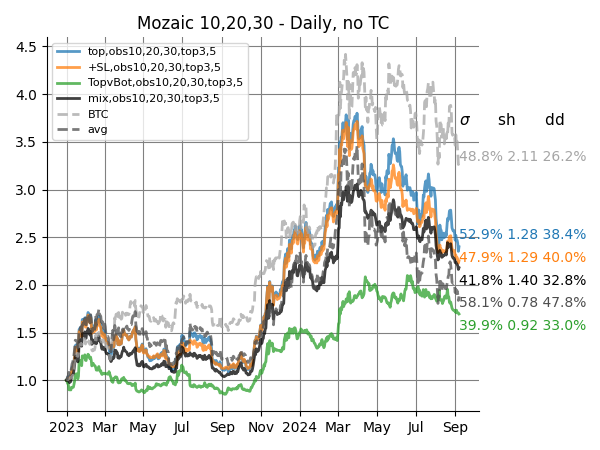 Mozaic 10,20,30 - Daily, no TC
top,obs10,20,30,top3,5
+SL,obs10,20,30,top3,5
TopvBot,obs10,20,30,top3,5
mix,obs10,20,30,top3,5
BTC
avg
4.5
4.0
3.5
3.0
2.5
2.0
1.5
1.0
σ sh dd
48.8% 2.11 26.2%
52.9% 1.28 38.4%
47.9% 1.29 40.0%
41.8% 1.40 32.8%
58.1% 0.78 47.8%
39.9% 0.92 33.0%
2023 Mar May Jul Sep Nov 2024 Mar May Jul Sep